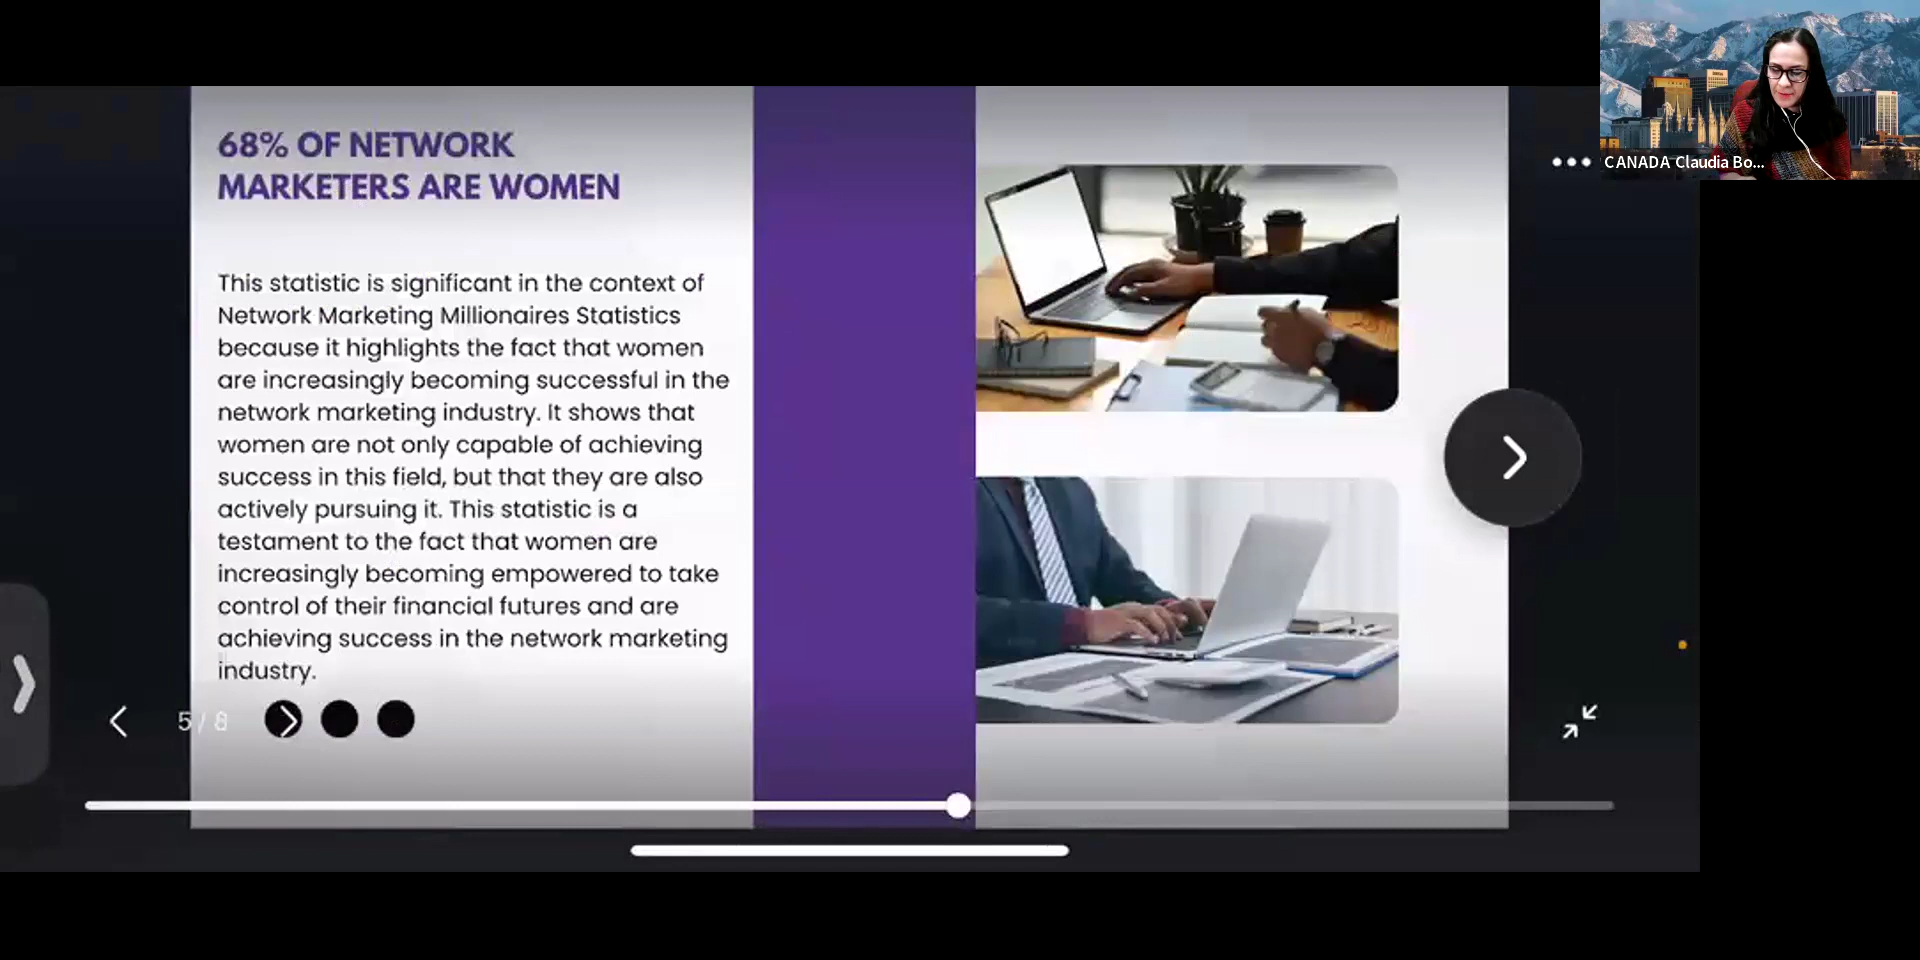 68% OF NETWORK
MARKETERS ARE WOMEN
This statistic is significant in the context of
Network Marketing Millionaires Statistics
because it highlights the fact that women
are increasingly becoming successful in the
network marketing industry. It shows that
women are not only capable of achieving
success in this field, but that they are also
actively pursuing it. This statistic is a
testament to the fact that women are
increasingly becoming empowered to take
control of their financial futures and are
achieving success in the network marketing
industry.
5 / 8
CANADA Claudia Bo...